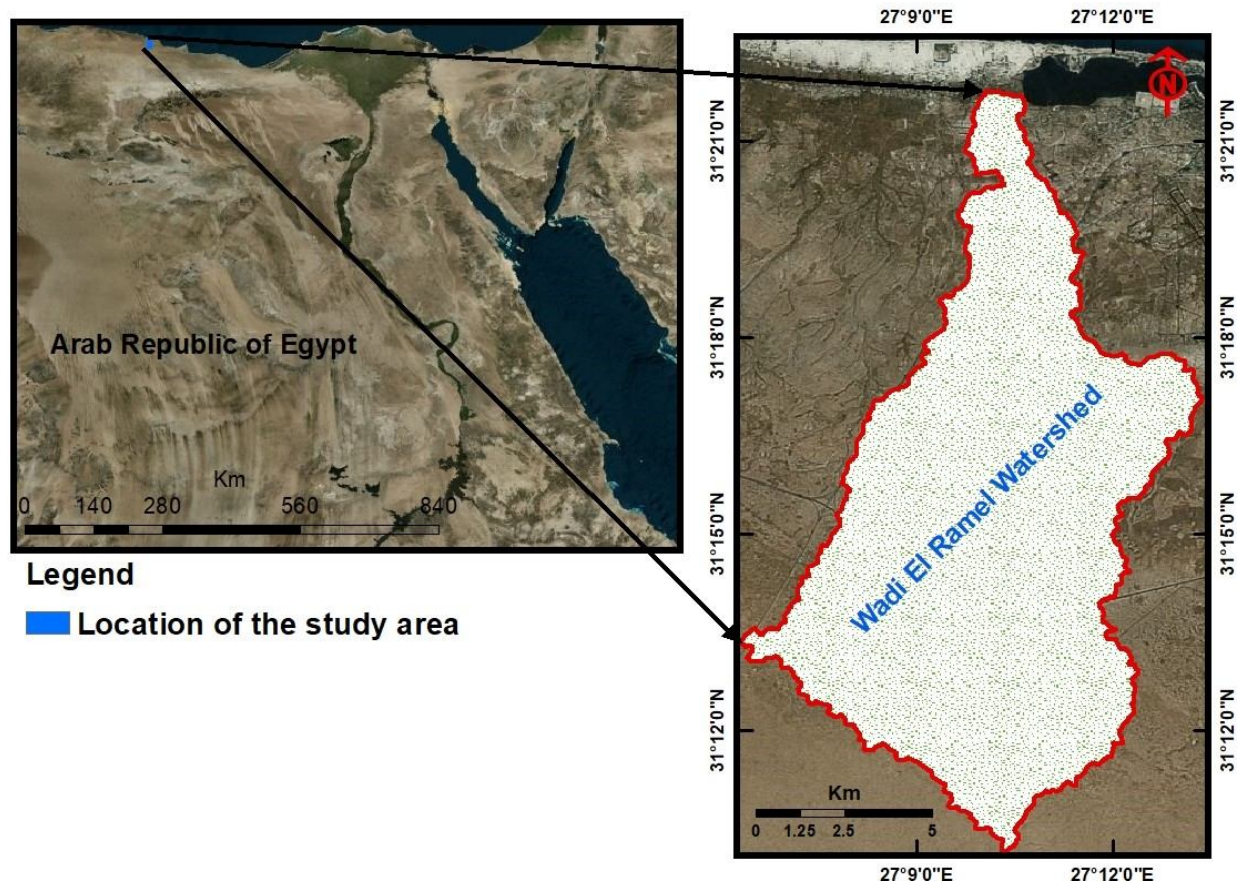 Arab Republic of Egypt
Km
0 140 280 560 840
Legend
Location of the study area
27°9'0"E 27°12'0"E
N
31°21'0"N 31°21'0"N
31°18'0"N 31°18'0"N
31°15'0"N 31°15'0"N
31°12'0"N 31°12'0"N
Wadi El Ramel Watershed
Km
0 1.25 2.5 5
27°9'0"E 27°12'0"E